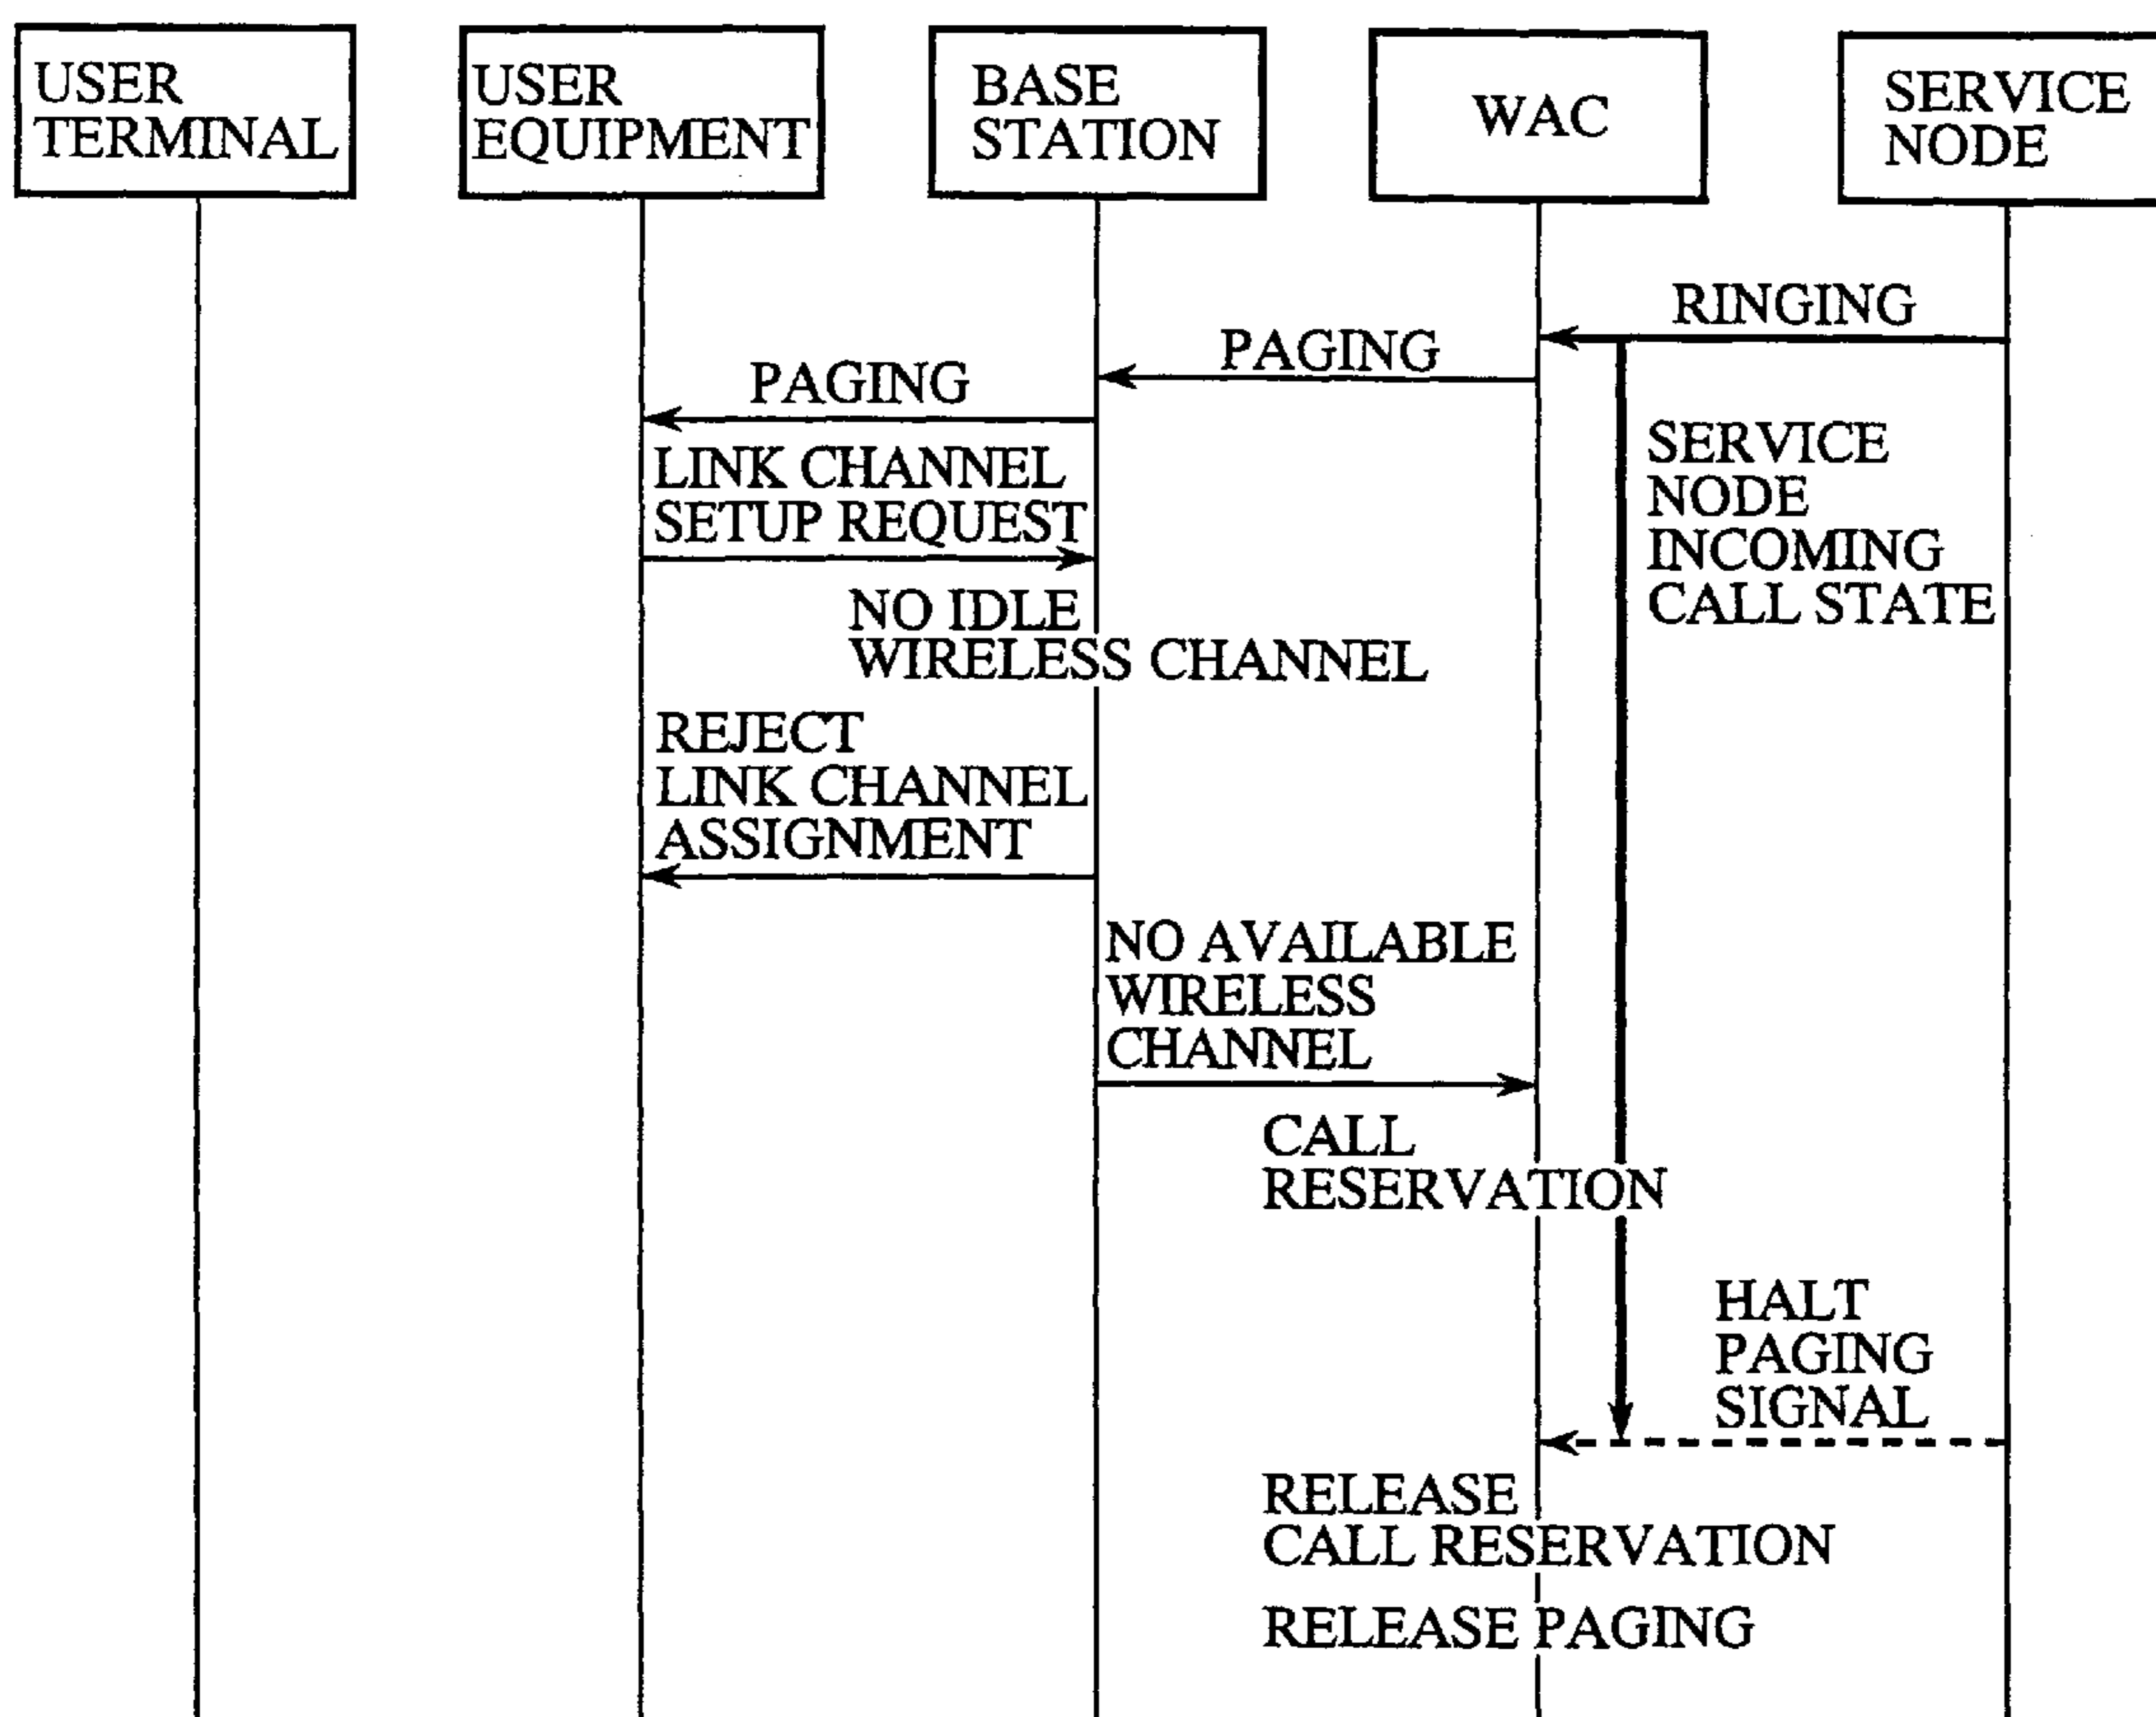 USER
TERMINAL
USER
EQUIPMENT
BASE
STATION
WAC
SERVICE
NODE
RINGING
PAGING
PAGING
LINK CHANNEL
SETUP REQUEST
SERVICE
NODE
INCOMING
CALL STATE
NO IDLE
WIRELESS CHANNEL
REJECT
LINK CHANNEL
ASSIGNMENT
NO AVAILABLE
WIRELESS
CHANNEL
CALL
RESERVATION
HALT
PAGING
SIGNAL
RELEASE
CALL RESERVATION
RELEASE PAGING